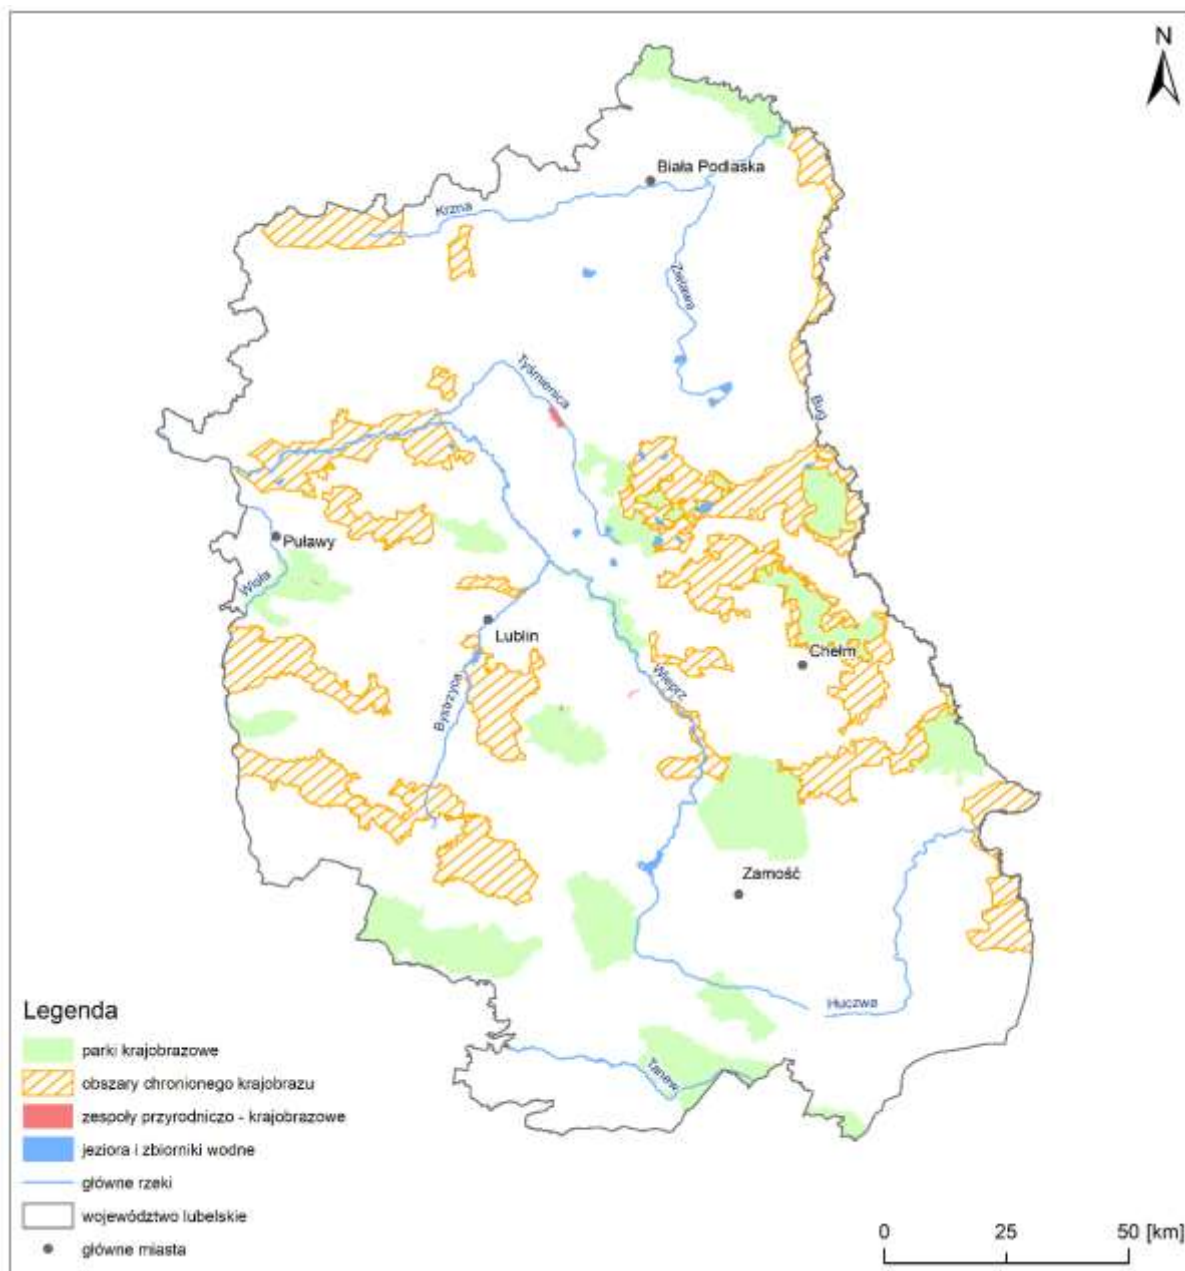 N
Biała Podlaska
Krzna
Zielawa
Tyśmienica
Bug
Puławy
Wisła
Lublin
Chełm
Wieprz
Bystrzyca
Zamość
Huczwa
Tanew
Legenda
parki krajobrazowe
obszary chronionego krajobrazu
zespoły przyrodniczo - krajobrazowe
jeziora i zbiorniki wodne
główne rzeki
województwo lubelskie
główne miasta
0 25 50 [km]